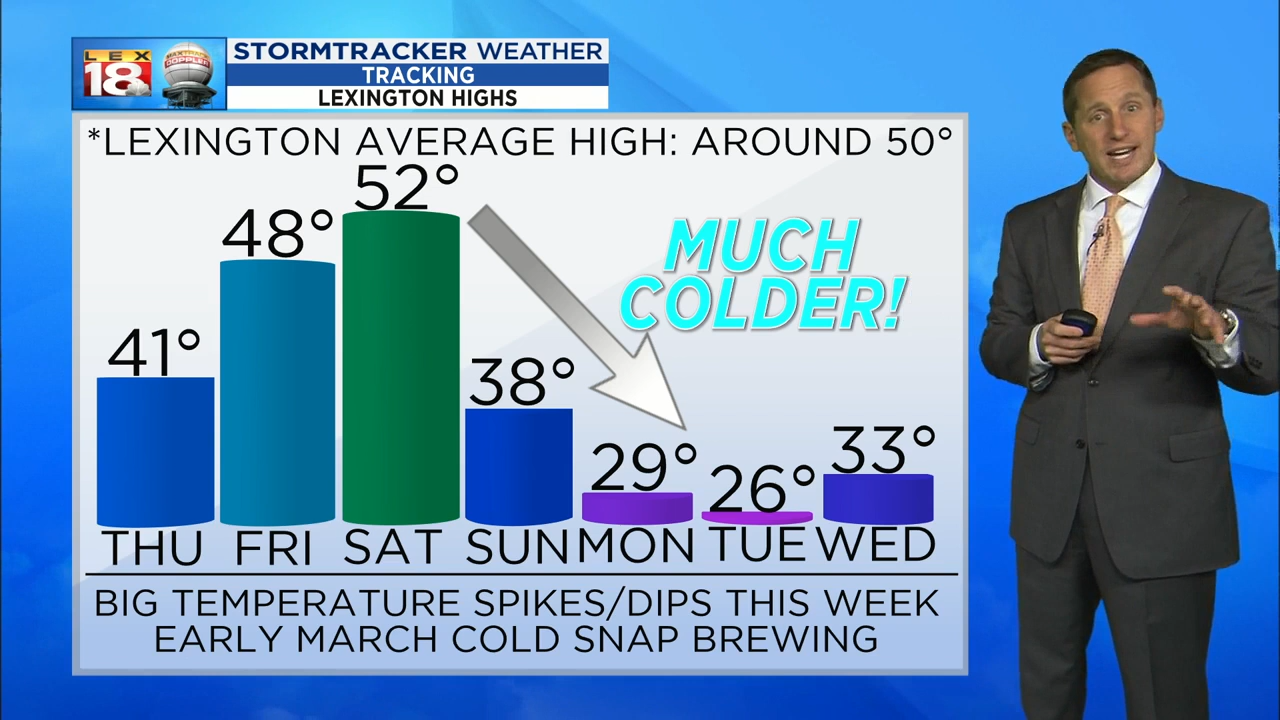 LEX
18
MAXTRACK
DOPPLER
STORMTRACKER WEATHER
TRACKING
LEXINGTON HIGHS
*LEXINGTON AVERAGE HIGH: AROUND 50°
52°
48°
MUCH
COLDER!
41°
38°
29°
26°
33°
THU FRI SAT SUN MON TUE WED
BIG TEMPERATURE SPIKES/DIPS THIS WEEK
EARLY MARCH COLD SNAP BREWING